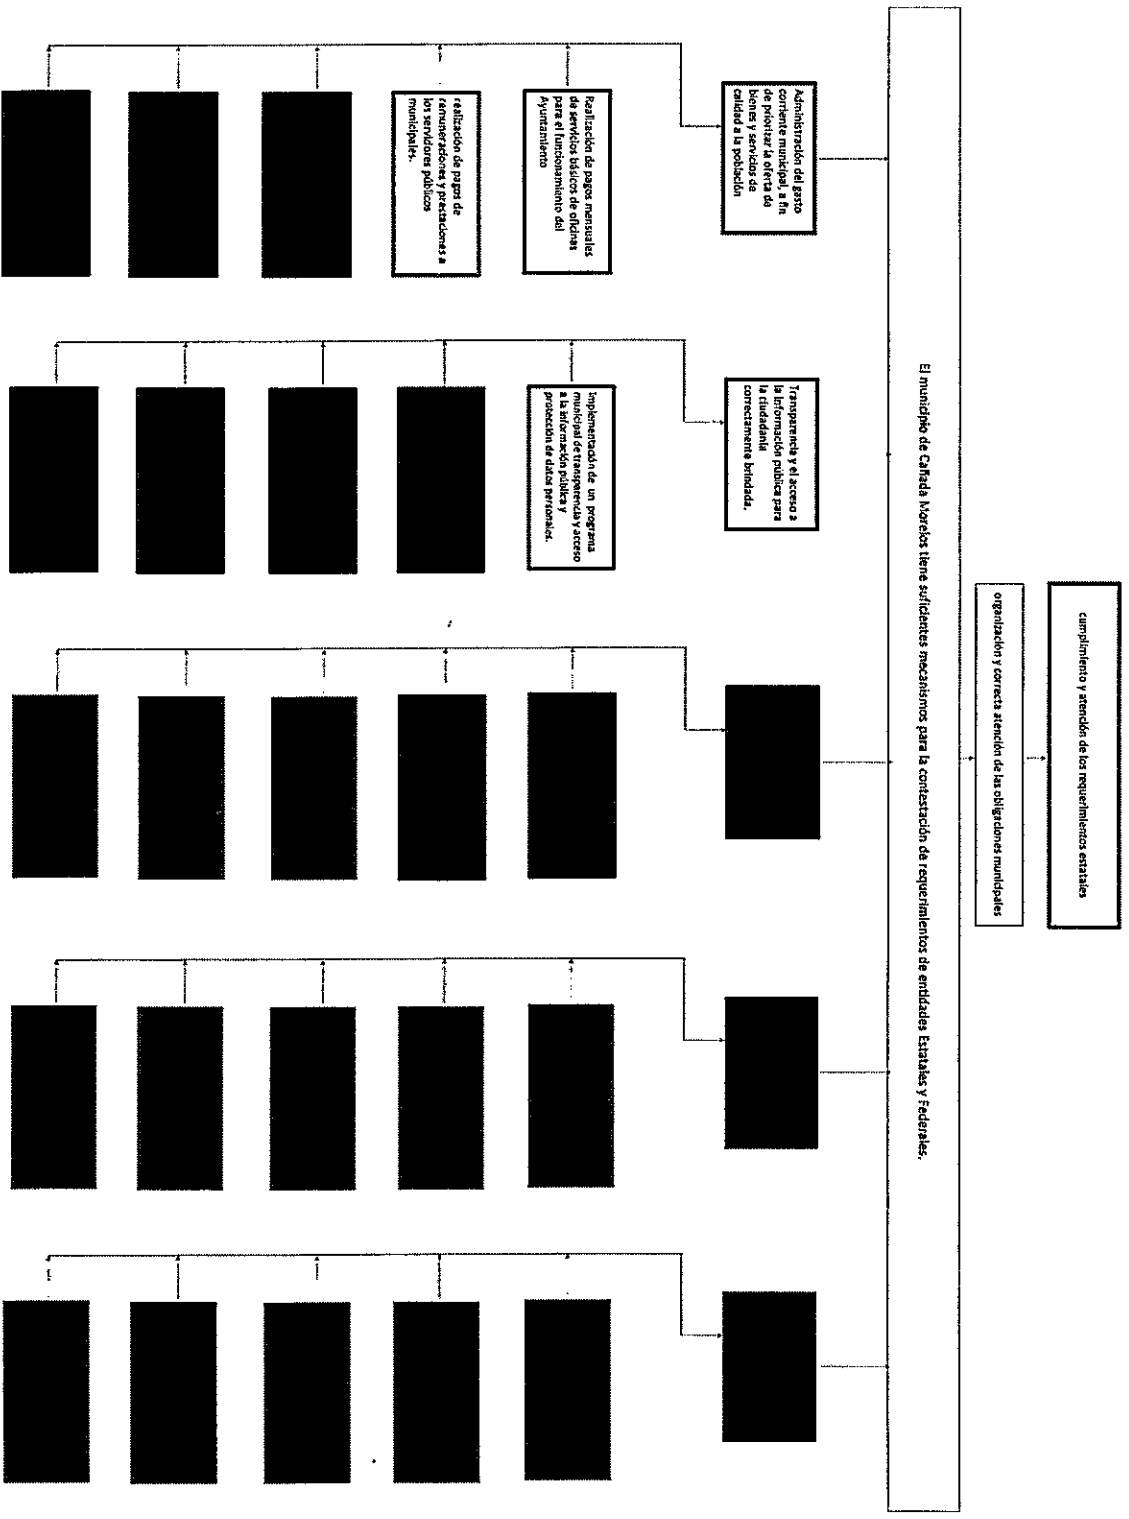 cumplimiento y atención de los requerimientos estatales
organización y correcta atención de las obligaciones municipales
El municipio de Cañada Morelos tiene suficientes mecanismos para la contestación de requerimientos de entidades Estatales y Federales.
Administración del gasto
corriente municipal, a fin
de priorizar la oferta de
bienes y servicios de
calidad a la población
Transparencia y el acceso a
la información pública para
la ciudadanía
correctamente brindada.
Realización de pagos mensuales
de servicios básicos de oficinas
para el funcionamiento del
Ayuntamiento
realización de pagos de
remuneraciones y prestaciones a
los servidores públicos
municipales.
Implementación de un programa
municipal de transparencia y acceso
a la información pública y
protección de datos personales.